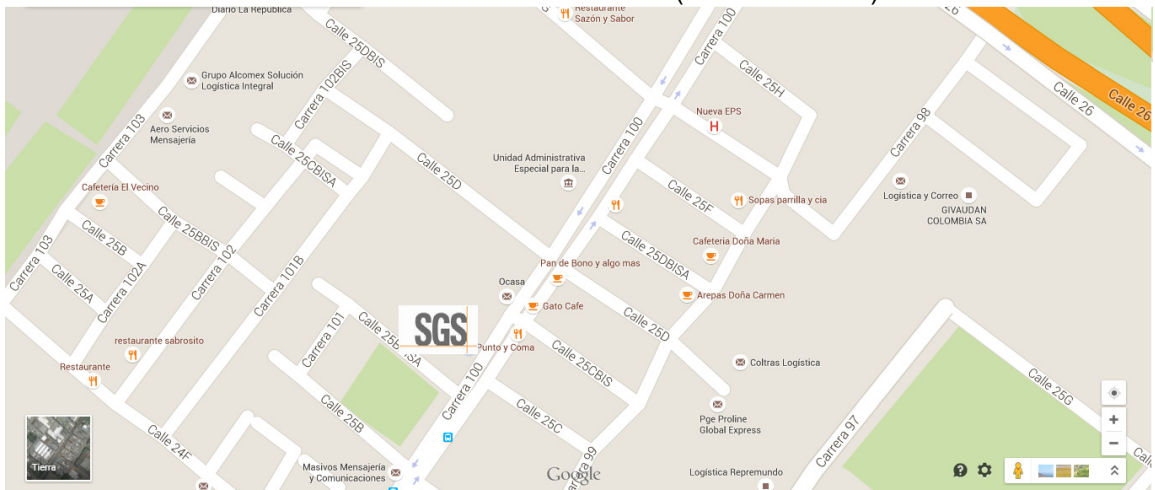 Diario La República
Restaurante
Sazón y Sabor
Calle 25DBIS
Carrera 100
26
Calle 26
Calle 26
Calle 25H
Grupo Alcomex Solución
Logística Integral
Carrera 102BIS
Nueva EPS
H
Aero Servicios
Mensajería
Carrera 103
Carrera 98
Carrera 100
Calle 25CBISA
Calle 25D
Unidad Administrativa
Especial para la...
Cafetería El Vecino
Calle 25F
Sopas parrilla y cia
Logística y Correo
GIVAUDAN
COLOMBIA SA
Calle 25BBIS
Calle 25B
Carrera 103
Carrera 102A
Carrera 102
Carrera 101B
Cafeteria Doña Maria
Calle 25DBISA
Pan de Bono y algo mas
Calle 25A
Ocasa
Arepas Doña Carmen
Gato Cafe
SGS
Carrera 101
Calle 25D
restaurante sabrosito
Punto y Coma
Calle 25CBIS
Restaurante
Coltras Logística
Carrera 100
Calle 25G
Calle 25B
Calle 25C
Pge Proline
Global Express
Calle 24F
Carrera 97
99
Tierra
Masivos Mensajería
y Comunicaciones
Google
Logística Repremundo